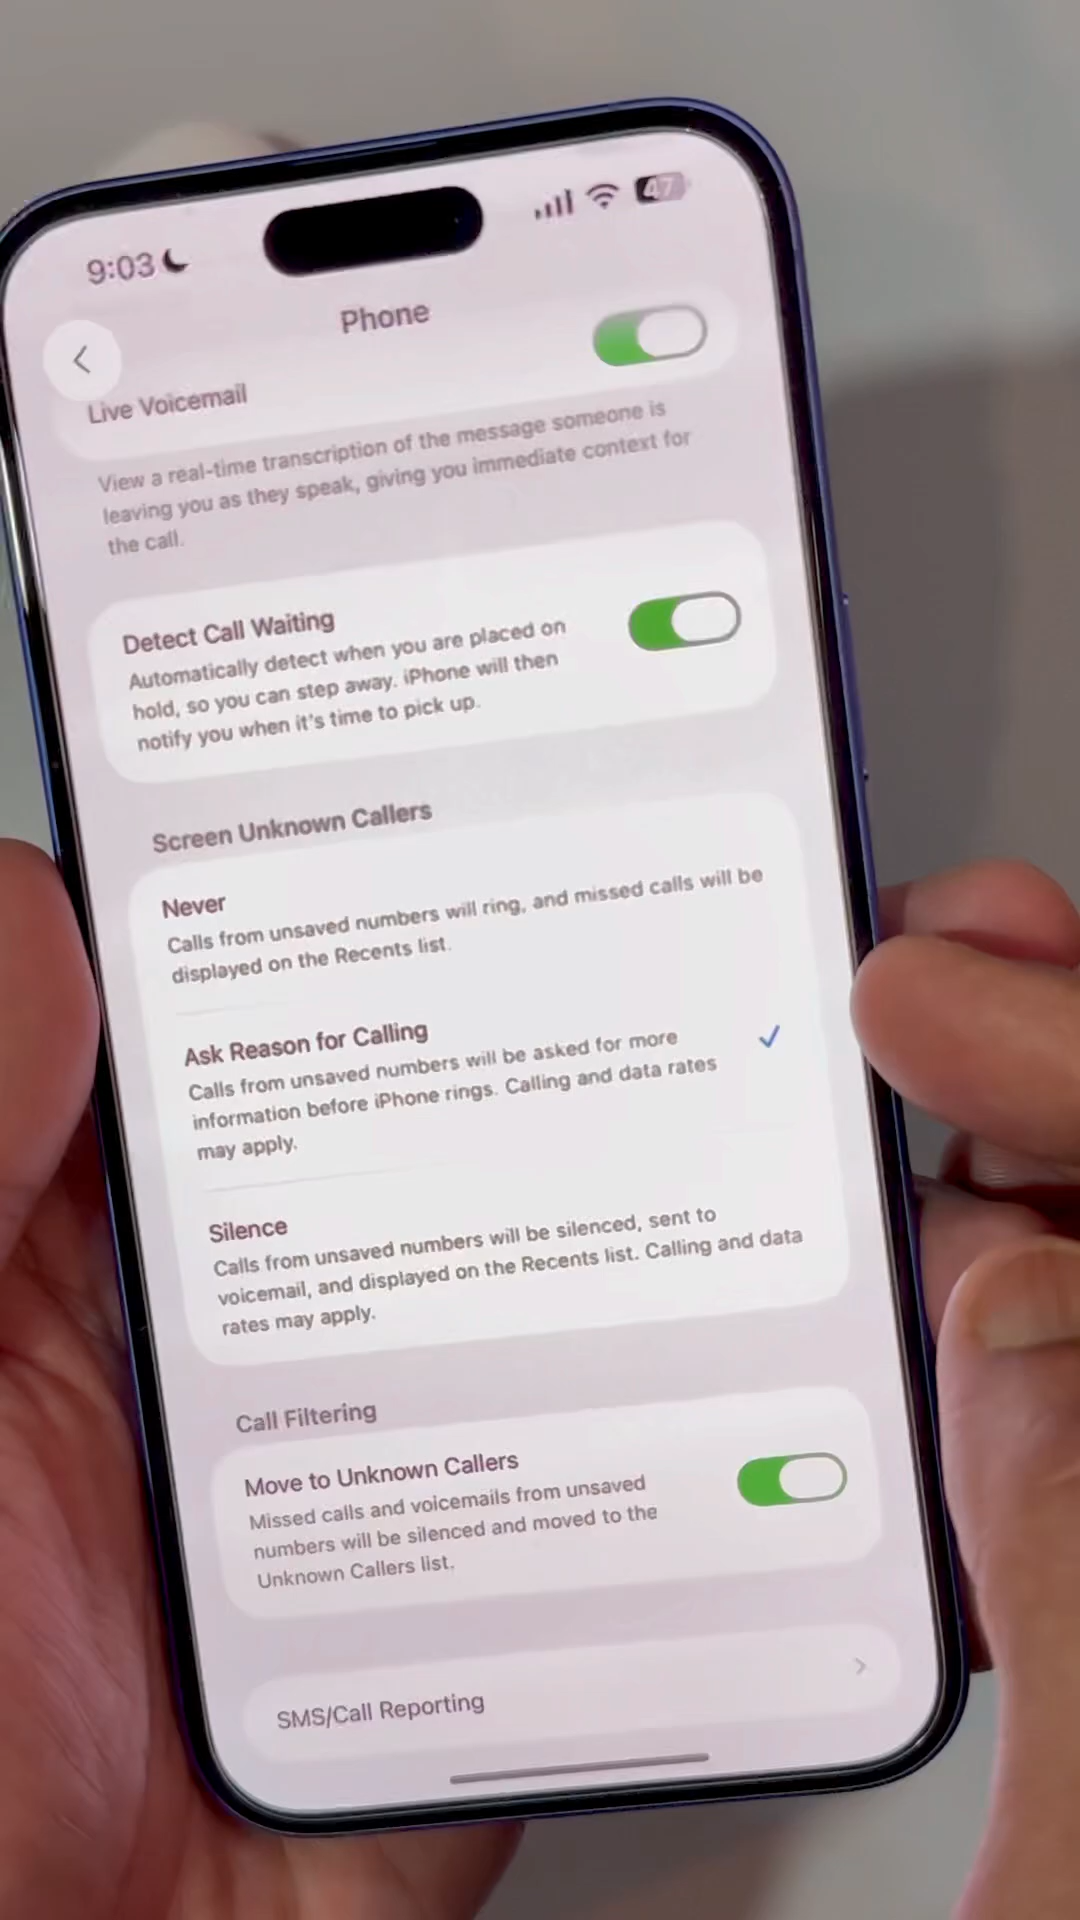 9:03
47
Phone
Live Voicemail
View a real-time transcription of the message someone is
leaving you as they speak, giving you immediate context for
the call.
Detect Call Waiting
Automatically detect when you are placed on
hold, so you can step away. iPhone will then
notify you when it's time to pick up.
Screen Unknown Callers
Never
Calls from unsaved numbers will ring, and missed calls will be
displayed on the Recents list.
Ask Reason for Calling
Calls from unsaved numbers will be asked for more
information before iPhone rings. Calling and data rates
may apply.
Silence
Calls from unsaved numbers will be silenced, sent to
voicemail, and displayed on the Recents list. Calling and data
rates may apply.
Call Filtering
Move to Unknown Callers
Missed calls and voicemails from unsaved
numbers will be silenced and moved to the
Unknown Callers list.
SMS/Call Reporting